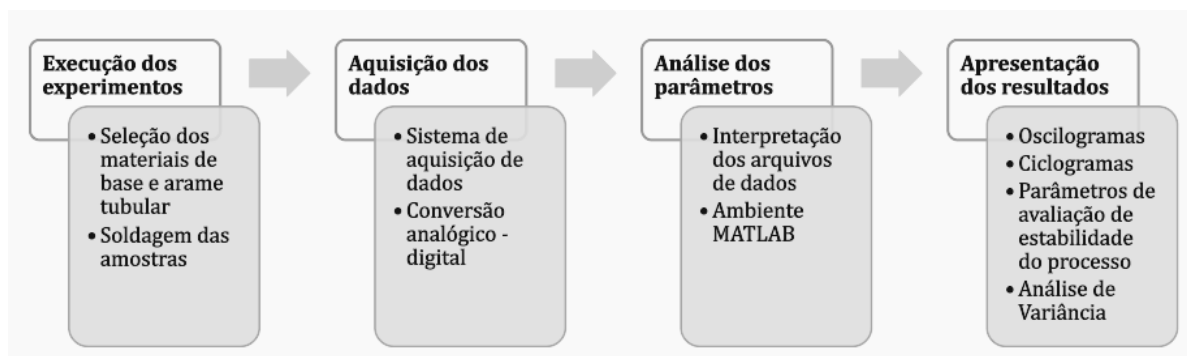 Execução dos
experimentos
• Seleção dos
materiais de
base e arame
tubular
• Soldagem das
amostras
Aquisição dos
dados
• Sistema de
aquisição de
dados
• Conversão
analógico -
digital
Análise dos
parâmetros
• Interpretação
dos arquivos
de dados
• Ambiente
MATLAB
Apresentação
dos resultados
• Oscilogramas
• Ciclogramas
• Parâmetros de
avaliação de
estabilidade
do processo
• Análise de
Variância